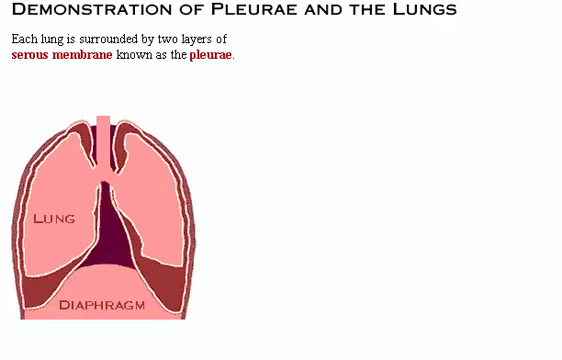 Demonstration of Pleurae and the Lungs
Each lung is surrounded by two layers of
serous membrane known as the pleurae.
Lung
Diaphragm